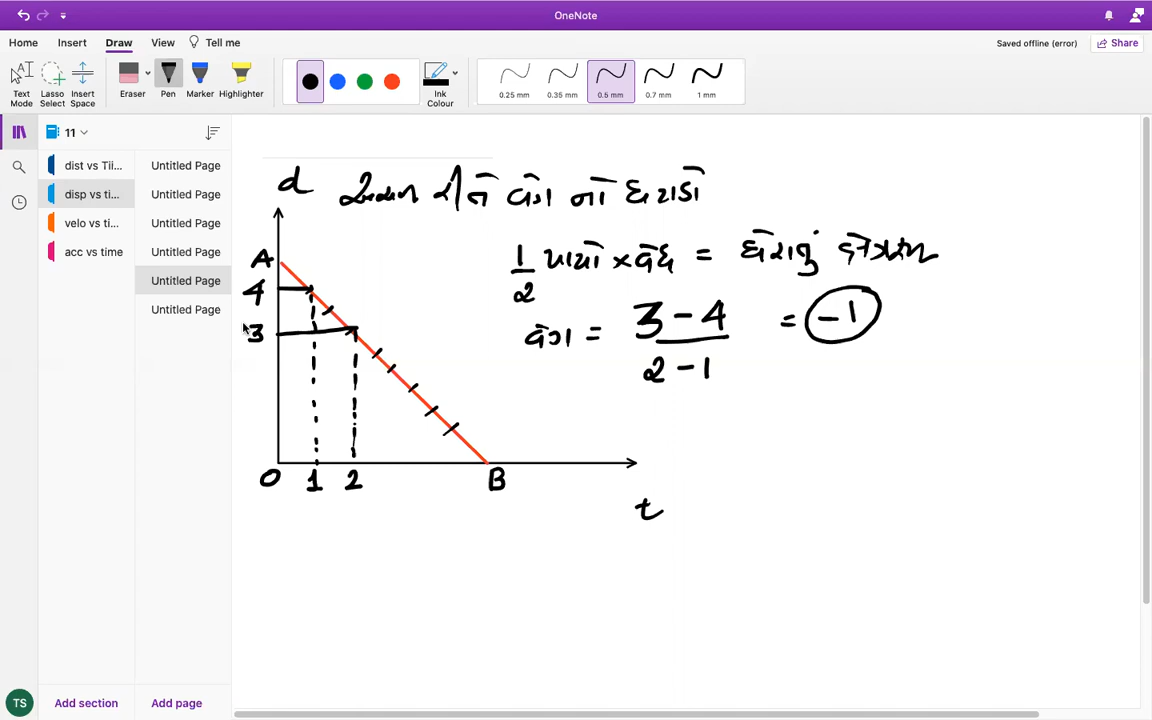 OneNote
Home Insert Draw View Tell me
Saved offline (error) Share
Text Mode
Lasso Select
Insert Space
Eraser
Pen
Marker
Highlighter
Ink Colour
0.25 mm
0.35 mm
0.5 mm
0.7 mm
1 mm
11
dist vs Tii...
disp vs ti...
velo vs ti...
acc vs time
Untitled Page
Untitled Page
Untitled Page
Untitled Page
Untitled Page
Untitled Page
d
સમાન રીતે વેગ નો ઘટાડો
A
4
3
O 1 2 B
t
1/2 પાયો × વેધ = ઘેરાતું ક્ષેત્રફળ
વેગ = 3 - 4 / 2 - 1 = -1
TS
Add section
Add page